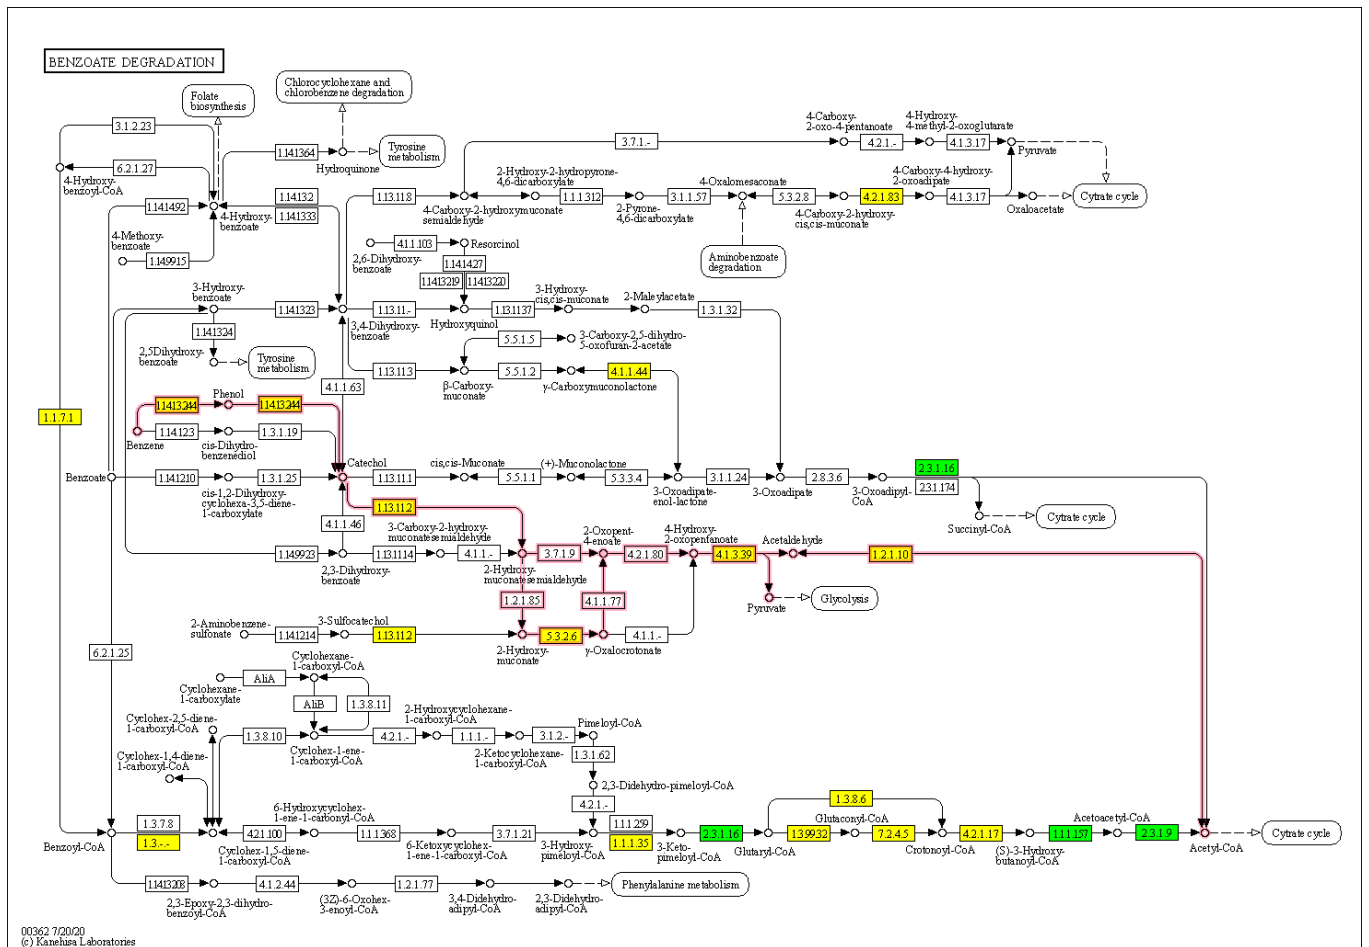 BENZOATE DEGRADATION
Folate
biosynthesis
Chlorocyclohexane and
chlorobenzene degradation
3.1.2.23
1.14.13.64
Hydroquinone
Tyrosine
metabolism
6.2.1.27
4-Hydroxy-
benzoyl-CoA
1.14.14.92
4-Hydroxy-
benzoate
1.14.13.2
1.14.13.33
4-Methoxy-
benzoate
1.14.99.15
3.7.1.-
4-Carboxy-
2-oxo-4-pentanoate
4.2.1.-
4-Hydroxy-
4-methyl-2-oxoglutarate
4.1.3.17
Pyruvate
1.13.11.8
4-Carboxy-2-hydroxymuconate
semialdehyde
2-Hydroxy-2-hydropyrone-
4,6-dicarboxylate
1.1.1.312
2-Pyrone-
4,6-dicarboxylate
3.1.1.57
4-Oxalomesaconate
5.3.2.8
4-Carboxy-2-hydroxy-
cis,cis-muconate
4.2.1.83
4-Carboxy-4-hydroxy-
2-oxoadipate
4.1.3.17
Oxaloacetate
Cytrate cycle
Aminobenzoate
degradation
2,6-Dihydroxy-
benzoate
4.1.1.103
Resorcinol
1.14.14.27
1.14.13.219
1.14.13.220
3-Hydroxy-
benzoate
1.14.13.23
3,4-Dihydroxy-
benzoate
1.13.11.-
Hydroxyquinol
1.13.11.37
3-Hydroxy-
cis,cis-muconate
2-Maleylacetate
1.3.1.32
1.14.13.24
2,5Dihydroxy-
benzoate
Tyrosine
metabolism
5.5.1.5
3-Carboxy-2,5-dihydro-
5-oxofuran-2-acetate
1.13.11.3
β-Carboxy-
muconate
5.5.1.2
γ-Carboxymuconolactone
4.1.1.44
4.1.1.63
1.1.7.1
Phenol
1.14.13.244
1.14.13.244
Benzene
1.14.12.3
cis-Dihydro-
benzenediol
1.3.1.19
Catechol
Benzoate
1.14.12.10
cis-1,2-Dihydroxy-
cyclohexa-3,5-diene-
1-carboxylate
1.3.1.25
1.13.11.1
cis,cis-Muconate
5.5.1.1
(+)-Muconolactone
5.3.3.4
3-Oxoadipate-
enol-lactone
3.1.1.24
3-Oxoadipate
2.8.3.6
3-Oxoadipyl-
CoA
2.3.1.16
2.3.1.174
Succinyl-CoA
Cytrate cycle
1.13.11.2
4.1.1.46
1.14.99.23
2,3-Dihydroxy-
benzoate
1.13.11.14
3-Carboxy-2-hydroxy-
muconate semialdehyde
4.1.1.-
2-Hydroxy-
muconate semialdehyde
3.7.1.9
2-Oxopent-
4-enoate
4.2.1.80
4-Hydroxy-
2-oxopentanoate
4.1.3.39
Acetaldehyde
1.2.1.10
Pyruvate
Glycolysis
1.2.1.85
4.1.1.77
2-Aminobenzene-
sulfonate
1.14.12.14
3-Sulfocatechol
1.13.11.2
2-Hydroxy-
muconate
5.3.2.6
γ-Oxalocrotonate
4.1.1.-
6.2.1.25
Cyclohexane-
1-carboxylate
AliA
Cyclohexane-
1-carboxyl-CoA
AliB
1.3.8.11
Cyclohex-2,5-diene-
1-carboxyl-CoA
Cyclohex-1,4-diene-
1-carboxyl-CoA
1.3.8.10
Cyclohex-1-ene-
1-carboxyl-CoA
4.2.1.-
2-Hydroxycyclohexane-
1-carboxyl-CoA
1.1.1.-
2-Ketocyclohexane-
1-carboxyl-CoA
3.1.2.-
Pimeloyl-CoA
1.3.1.62
2,3-Didehydro-pimeloyl-CoA
4.2.1.-
Benzoyl-CoA
1.3.7.8
1.3.-.-
Cyclohex-1,5-diene-
1-carboxyl-CoA
4.2.1.100
6-Hydroxycyclohex-
1-ene-1-carbonyl-CoA
1.1.1.368
6-Ketoxycyclohex-
1-ene-1-carboxyl-CoA
3.7.1.21
3-Hydroxy-
pimeloyl-CoA
1.1.1.259
1.1.1.35
3-Keto-
pimeloyl-CoA
2.3.1.16
Glutaryl-CoA
1.3.8.6
1.3.99.32
Glutaconyl-CoA
7.2.4.5
Crotonoyl-CoA
4.2.1.17
(S)-3-Hydroxy-
butanoyl-CoA
1.1.1.157
Acetoacetyl-CoA
2.3.1.9
Acetyl-CoA
Cytrate cycle
1.14.13.208
2,3-Epoxy-2,3-dihydro-
benzoyl-CoA
4.1.2.44
(3Z)-6-Oxohex-
3-enoyl-CoA
1.2.1.77
3,4-Didehydro-
adipyl-CoA
2,3-Didehydro-
adipyl-CoA
Phenylalanine metabolism
00362 7/20/20
(c) Kanehisa Laboratories